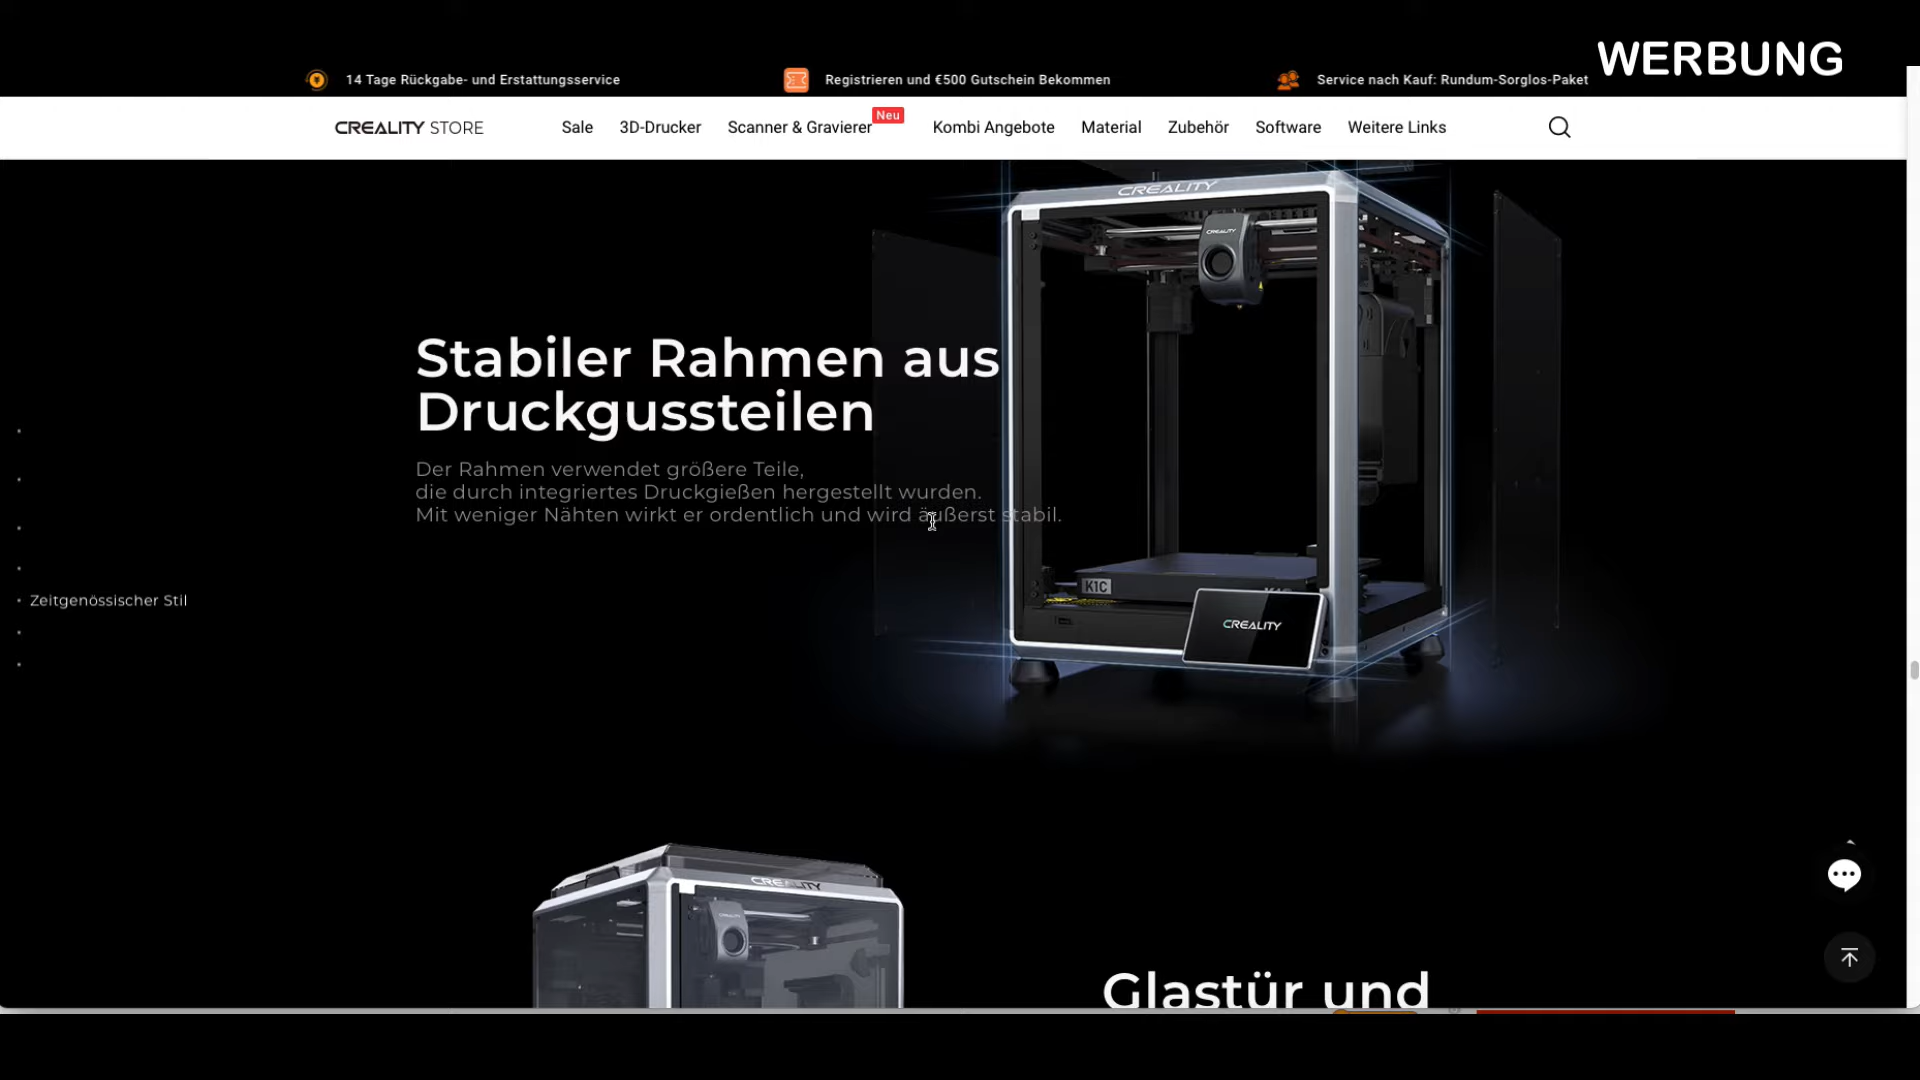 WERBUNG
14 Tage Rückgabe- und Erstattungsservice
Registrieren und €500 Gutschein Bekommen
Service nach Kauf: Rundum-Sorglos-Paket
CREALITY STORE
Sale
3D-Drucker
Scanner & Gravierer
Neu
Kombi Angebote
Material
Zubehör
Software
Weitere Links
CREALITY
CREALITY
Stabiler Rahmen aus
Druckgussteilen
Der Rahmen verwendet größere Teile,
die durch integriertes Druckgießen hergestellt wurden.
Mit weniger Nähten wirkt er ordentlich und wird äußerst stabil.
K1C
CREALITY
Zeitgenössischer Stil
CREALITY
CREALITY
Glastür und